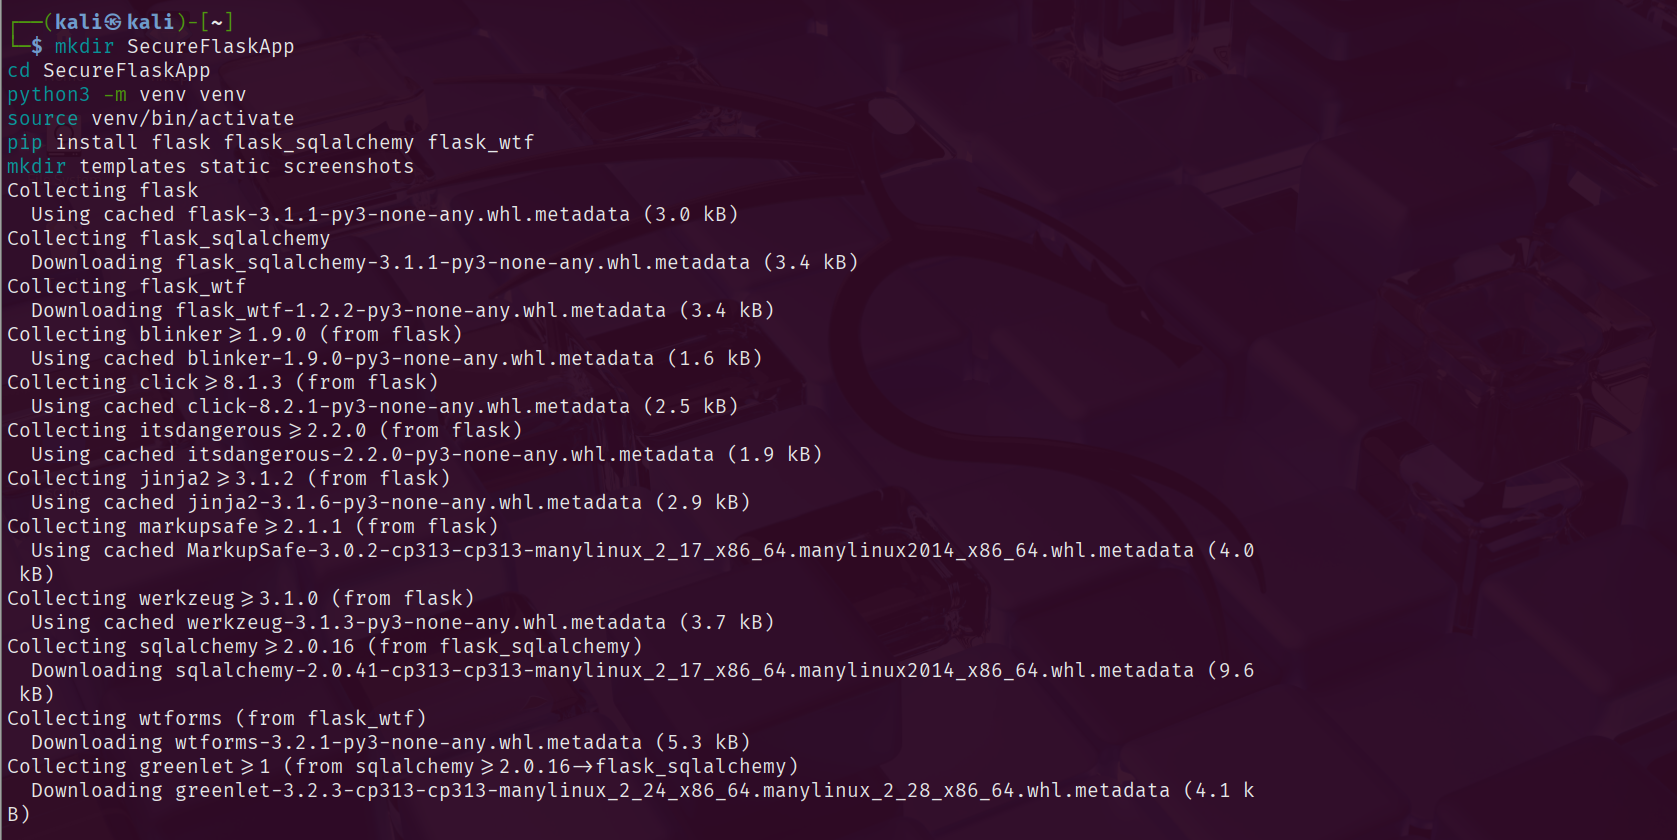 ┌──(kali㉿kali)-[~]
└─$ mkdir SecureFlaskApp
cd SecureFlaskApp
python3 -m venv venv
source venv/bin/activate
pip install flask flask_sqlalchemy flask_wtf
mkdir templates static screenshots
Collecting flask
  Using cached flask-3.1.1-py3-none-any.whl.metadata (3.0 kB)
Collecting flask_sqlalchemy
  Downloading flask_sqlalchemy-3.1.1-py3-none-any.whl.metadata (3.4 kB)
Collecting flask_wtf
  Downloading flask_wtf-1.2.2-py3-none-any.whl.metadata (3.4 kB)
Collecting blinker>=1.9.0 (from flask)
  Using cached blinker-1.9.0-py3-none-any.whl.metadata (1.6 kB)
Collecting click>=8.1.3 (from flask)
  Using cached click-8.2.1-py3-none-any.whl.metadata (2.5 kB)
Collecting itsdangerous>=2.2.0 (from flask)
  Using cached itsdangerous-2.2.0-py3-none-any.whl.metadata (1.9 kB)
Collecting jinja2>=3.1.2 (from flask)
  Using cached jinja2-3.1.6-py3-none-any.whl.metadata (2.9 kB)
Collecting markupsafe>=2.1.1 (from flask)
  Using cached MarkupSafe-3.0.2-cp313-cp313-manylinux_2_17_x86_64.manylinux2014_x86_64.whl.metadata (4.0
 kB)
Collecting werkzeug>=3.1.0 (from flask)
  Using cached werkzeug-3.1.3-py3-none-any.whl.metadata (3.7 kB)
Collecting sqlalchemy>=2.0.16 (from flask_sqlalchemy)
  Downloading sqlalchemy-2.0.41-cp313-cp313-manylinux_2_17_x86_64.manylinux2014_x86_64.whl.metadata (9.6
 kB)
Collecting wtforms (from flask_wtf)
  Downloading wtforms-3.2.1-py3-none-any.whl.metadata (5.3 kB)
Collecting greenlet>=1 (from sqlalchemy>=2.0.16->flask_sqlalchemy)
  Downloading greenlet-3.2.3-cp313-cp313-manylinux_2_24_x86_64.manylinux_2_28_x86_64.whl.metadata (4.1 k
B)